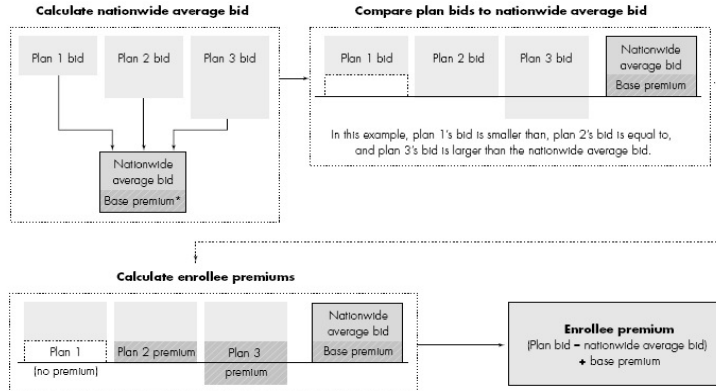 Calculate nationwide average bid
Plan 1 bid
Plan 2 bid
Plan 3 bid
Nationwide
average bid
Base premium*
Compare plan bids to nationwide average bid
Plan 1 bid
Plan 2 bid
Plan 3 bid
Nationwide
average bid
Base premium
In this example, plan 1's bid is smaller than, plan 2's bid is equal to,
and plan 3's bid is larger than the nationwide average bid.
Calculate enrollee premiums
Plan 1
(no premium)
Plan 2 premium
Plan 3
premium
Nationwide
average bid
Base premium
Enrollee premium
(Plan bid – nationwide average bid)
+ base premium